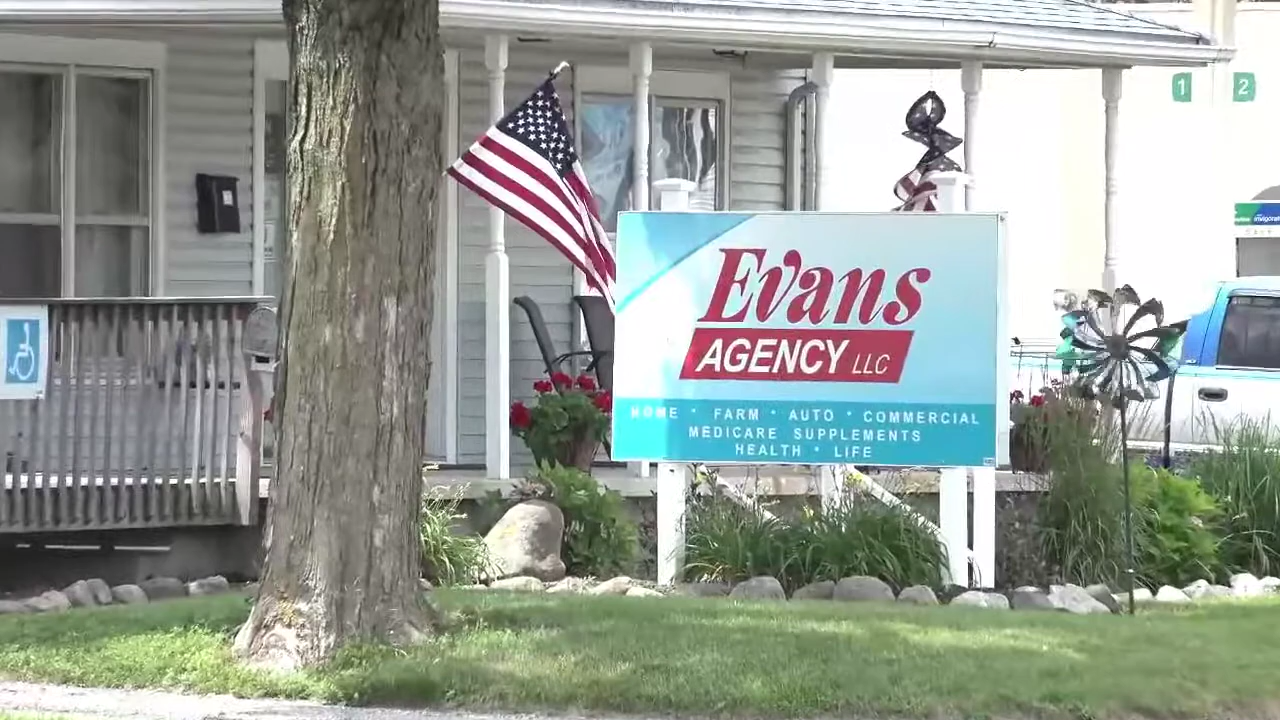 1 2
Evans
AGENCY LLC
HOME * FARM * AUTO * COMMERCIAL
MEDICARE SUPPLEMENTS
HEALTH * LIFE